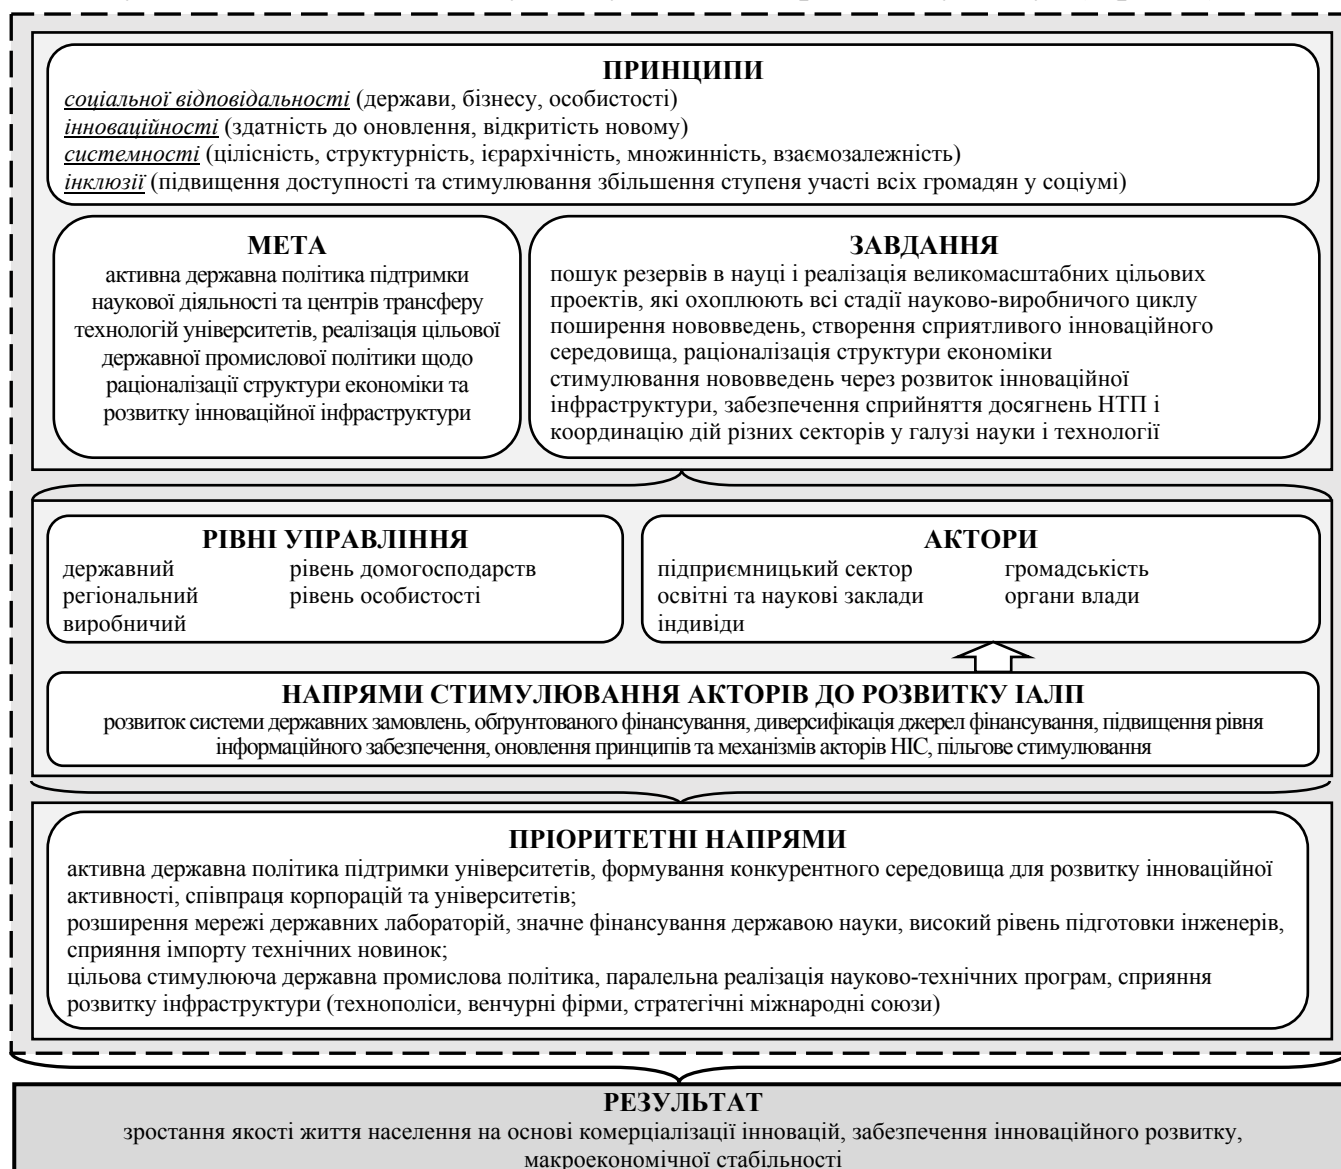 ПРИНЦИПИ
соціальної відповідальності (держави, бізнесу, особистості)
інноваційності (здатність до оновлення, відкритість новому)
системності (цілісність, структурність, ієрархічність, множинність, взаємозалежність)
інклюзії (підвищення доступності та стимулювання збільшення ступеня участі всіх громадян у соціумі)
МЕТА
активна державна політика підтримки
наукової діяльності та центрів трансферу
технологій університетів, реалізація цільової
державної промислової політики щодо
раціоналізації структури економіки та
розвитку інноваційної інфраструктури
ЗАВДАННЯ
пошук резервів в науці і реалізація великомасштабних цільових
проектів, які охоплюють всі стадії науково-виробничого циклу
поширення нововведень, створення сприятливого інноваційного
середовища, раціоналізація структури економіки
стимулювання нововведень через розвиток інноваційної
інфраструктури, забезпечення сприйняття досягнень НТП і
координацію дій різних секторів у галузі науки і технології
РІВНІ УПРАВЛІННЯ
державний рівень домогосподарств
регіональний рівень особистості
виробничий
АКТОРИ
підприємницький сектор громадськість
освітні та наукові заклади органи влади
індивіди
НАПРЯМИ СТИМУЛЮВАННЯ АКТОРІВ ДО РОЗВИТКУ ІАЛП
розвиток системи державних замовлень, обґрунтованого фінансування, диверсифікація джерел фінансування, підвищення рівня
інформаційного забезпечення, оновлення принципів та механізмів акторів НІС, пільгове стимулювання
ПРІОРИТЕТНІ НАПРЯМИ
активна державна політика підтримки університетів, формування конкурентного середовища для розвитку інноваційної
активності, співпраця корпорацій та університетів;
розширення мережі державних лабораторій, значне фінансування державою науки, високий рівень підготовки інженерів,
сприяння імпорту технічних новинок;
цільова стимулююча державна промислова політика, паралельна реалізація науково-технічних програм, сприяння
розвитку інфраструктури (технополіси, венчурні фірми, стратегічні міжнародні союзи)
РЕЗУЛЬТАТ
зростання якості життя населення на основі комерціалізації інновацій, забезпечення інноваційного розвитку,
макроекономічної стабільності